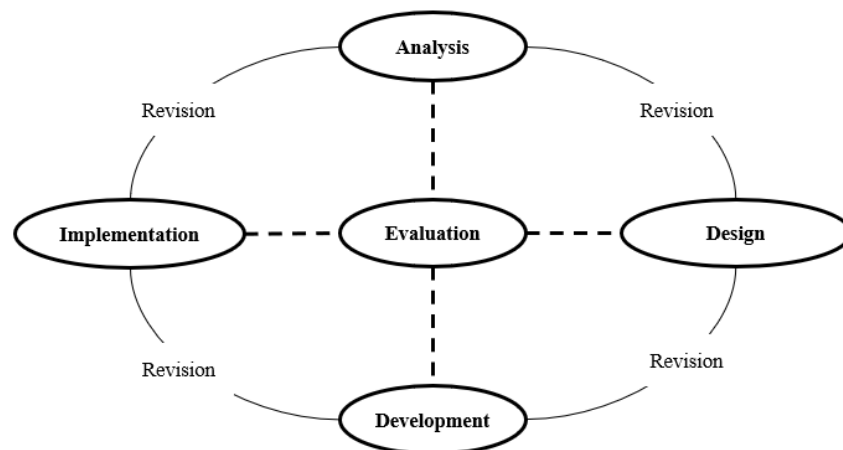 Analysis
Revision
Revision
Implementation
Evaluation
Design
Revision
Revision
Development